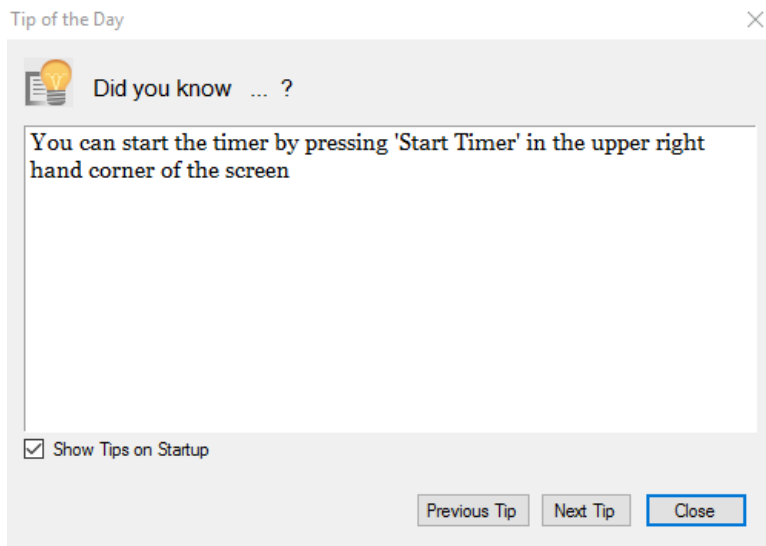 Tip of the Day
Did you know ... ?
You can start the timer by pressing 'Start Timer' in the upper right
hand corner of the screen
Show Tips on Startup
Previous Tip Next Tip Close